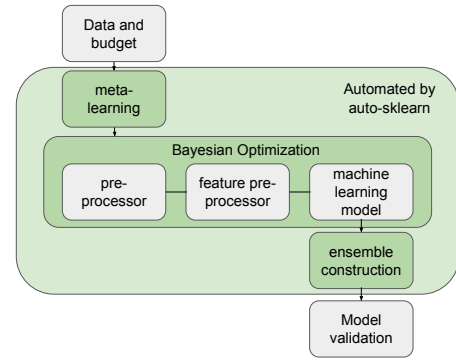 Data and
budget
Automated by
auto-sklearn
meta-
learning
Bayesian Optimization
pre-
processor
feature pre-
processor
machine
learning
model
ensemble
construction
Model
validation